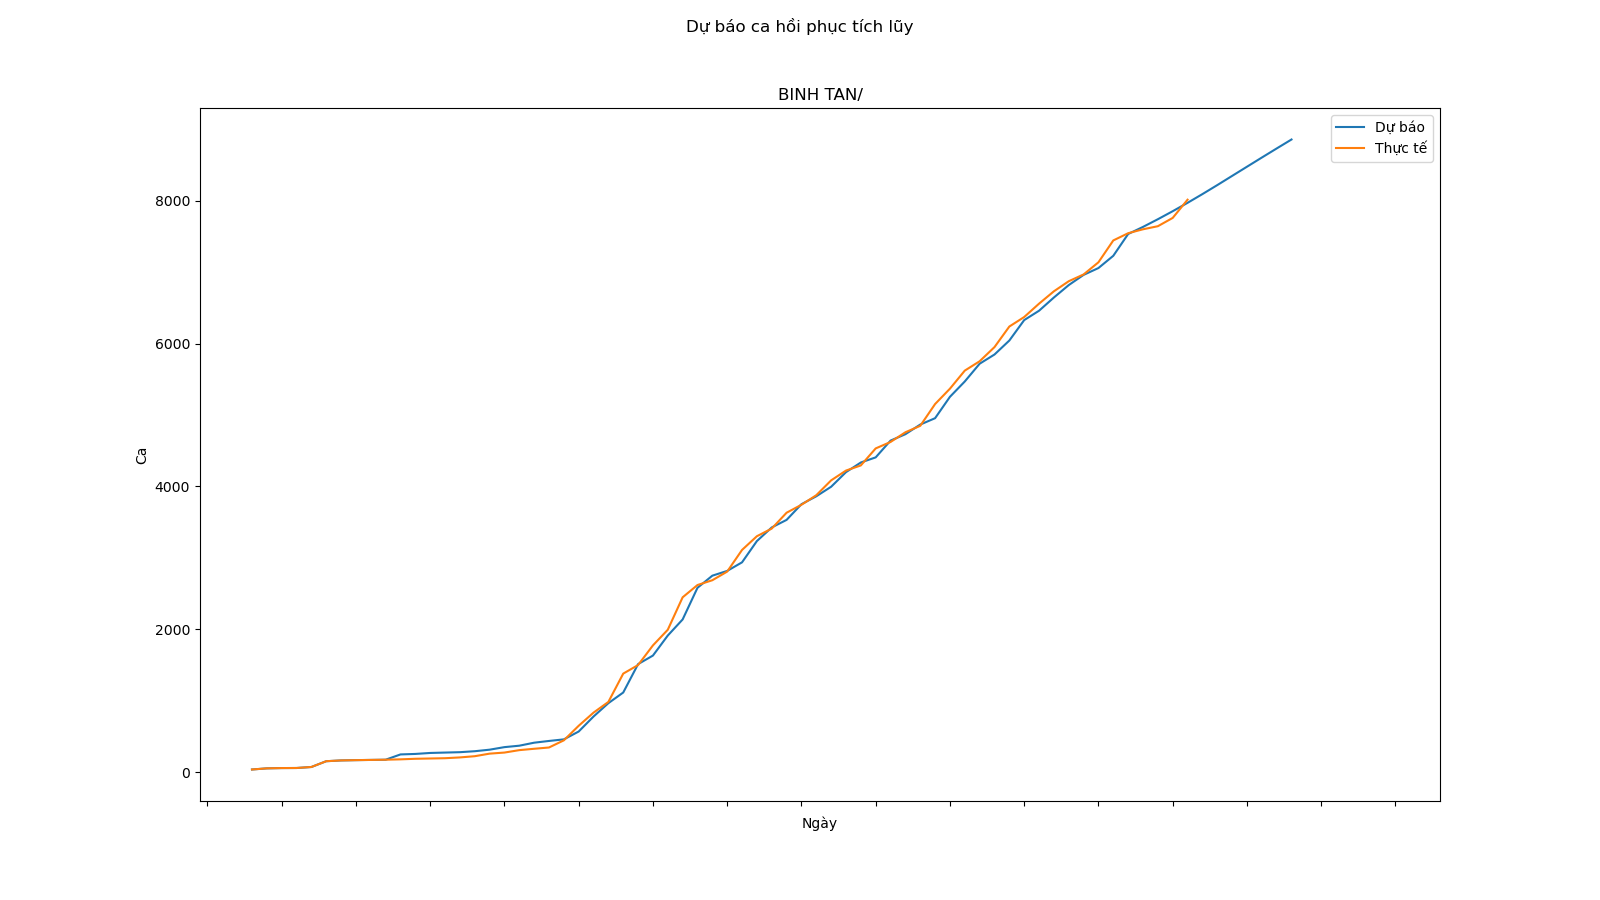 Dự báo ca hồi phục tích lũy
BINH TAN/
Dự báo
Thực tế
8000
6000
4000
2000
0
Ca
Ngày